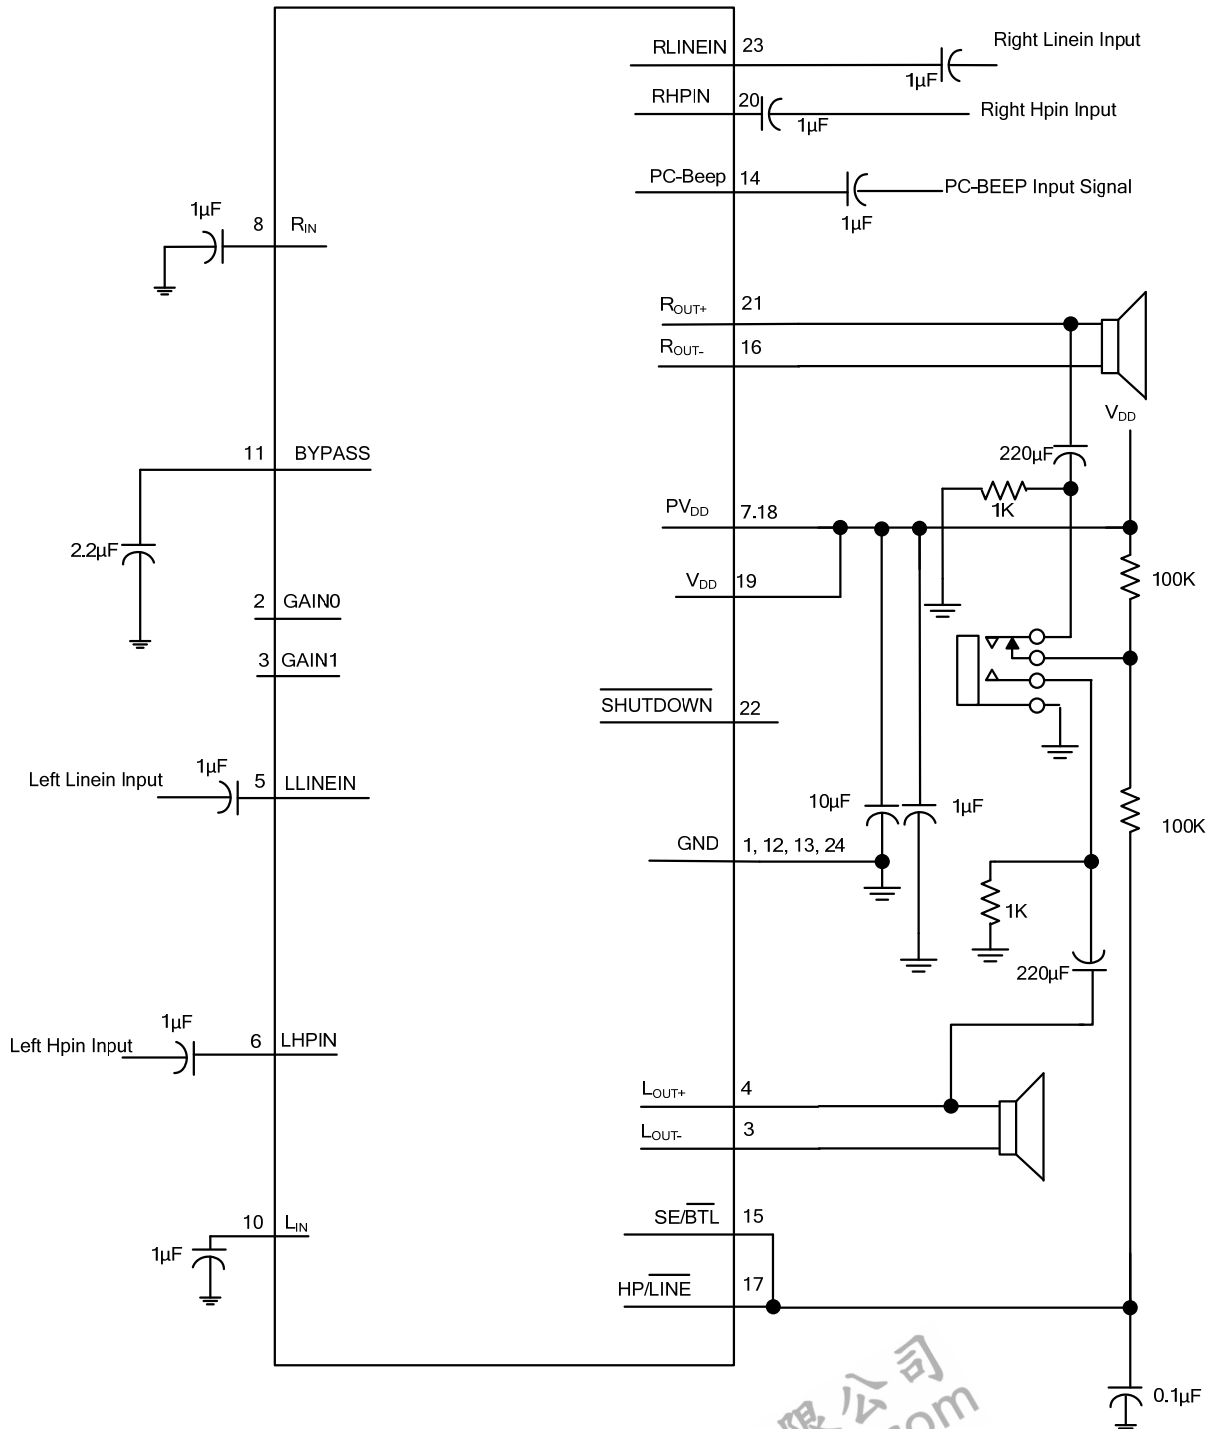 RLINEIN 23
Right Linein Input
1µF
RHPIN 20
Right Hpin Input
1µF
PC-Beep 14
PC-BEEP Input Signal
1µF
1µF
8 RIN
ROUT+ 21
ROUT- 16
VDD
11 BYPASS
220µF
1K
PVDD 7.18
2.2µF
VDD 19
100K
2 GAIN0
3 GAIN1
SHUTDOWN 22
1µF
Left Linein Input
5 LLINEIN
10µF
1µF
100K
GND 1, 12, 13, 24
1K
220µF
1µF
Left Hpin Input
6 LHPIN
LOUT+ 4
LOUT- 3
10 LIN
1µF
SE/BTL 15
HP/LINE 17
0.1µF
限公司
om